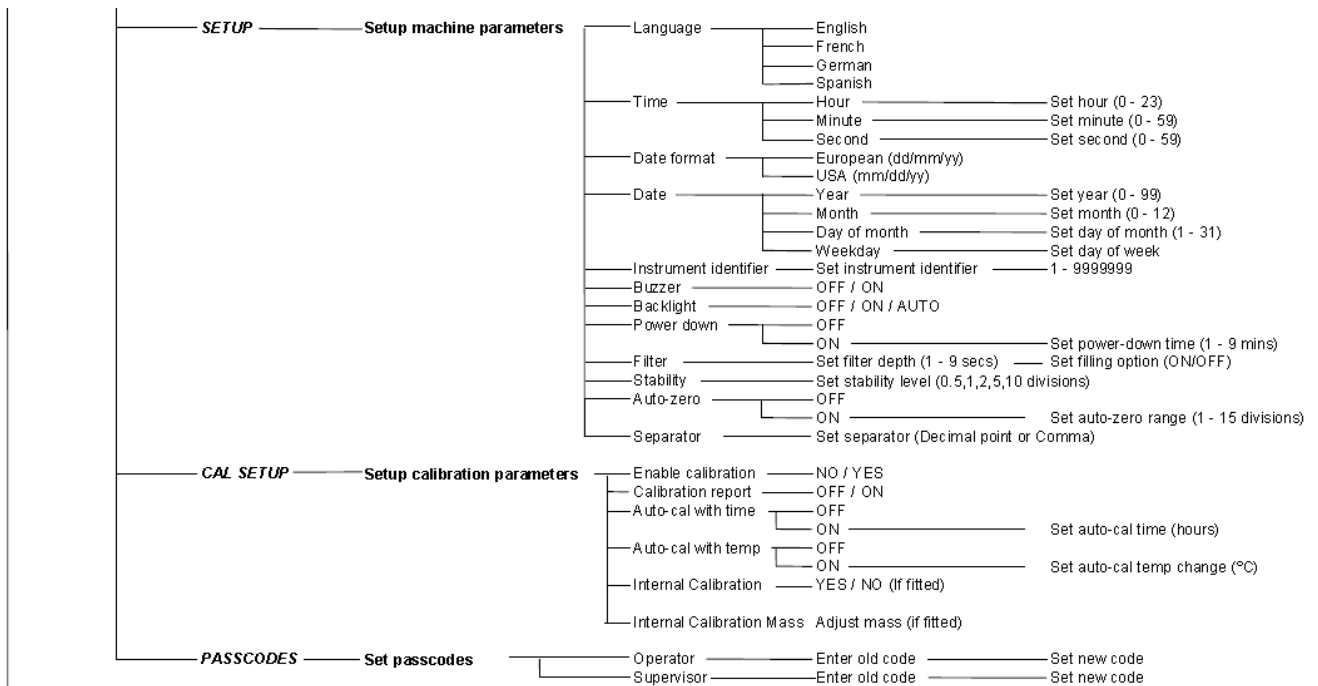 SETUP Setup machine parameters Language English
French
German
Spanish
Time Hour Set hour (0 - 23)
Minute Set minute (0 - 59)
Second Set second (0 - 59)
Date format European (dd/mm/yy)
USA (mm/dd/yy)
Date Year Set year (0 - 99)
Month Set month (0 - 12)
Day of month Set day of month (1 - 31)
Weekday Set day of week
Instrument identifier Set instrument identifier 1 - 9999999
Buzzer OFF / ON
Backlight OFF / ON / AUTO
Power down OFF
ON Set power-down time (1 - 9 mins)
Filter Set filter depth (1 - 9 secs) Set filling option (ON/OFF)
Stability Set stability level (0.5,1,2,5,10 divisions)
Auto-zero OFF
ON Set auto-zero range (1 - 15 divisions)
Separator Set separator (Decimal point or Comma)
CAL SETUP Setup calibration parameters Enable calibration NO / YES
Calibration report OFF / ON
Auto-cal with time OFF
ON Set auto-cal time (hours)
Auto-cal with temp OFF
ON Set auto-cal temp change (°C)
Internal Calibration YES / NO (If fitted)
Internal Calibration Mass Adjust mass (if fitted)
PASSCODES Set passcodes Operator Enter old code Set new code
Supervisor Enter old code Set new code